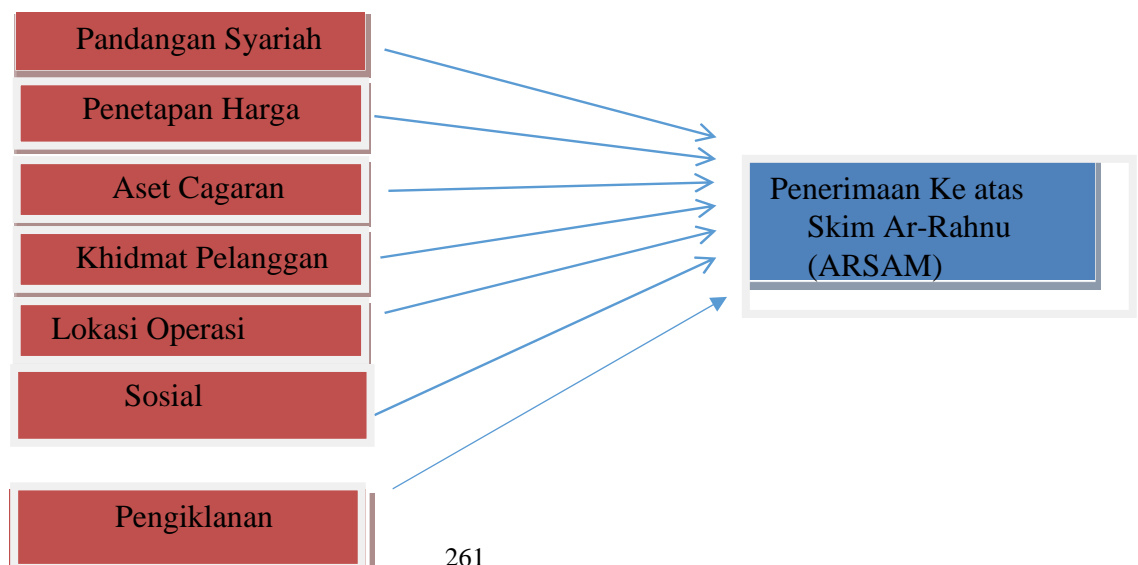 Pandangan Syariah
Penetapan Harga
Aset Cagaran
Khidmat Pelanggan
Lokasi Operasi
Sosial
Pengiklanan
Penerimaan Ke atas
Skim Ar-Rahnu
(ARSAM)
261